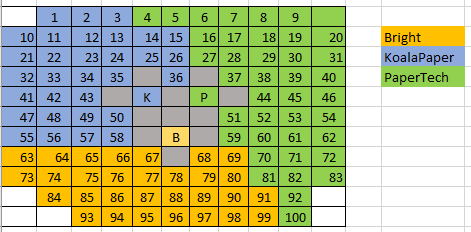 1 2 3 4 5 6 7 8 9
10 11 12 13 14 15 16 17 18 19 20
Bright
21 22 23 24 25 26 27 28 29 30 31
KoalaPaper
32 33 34 35 36 37 38 39 40
PaperTech
41 42 43 K P 44 45 46
47 48 49 50 51 52 53 54
55 56 57 58 B 59 60 61 62
63 64 65 66 67 68 69 70 71 72
73 74 75 76 77 78 79 80 81 82 83
84 85 86 87 88 89 90 91 92
93 94 95 96 97 98 99 100